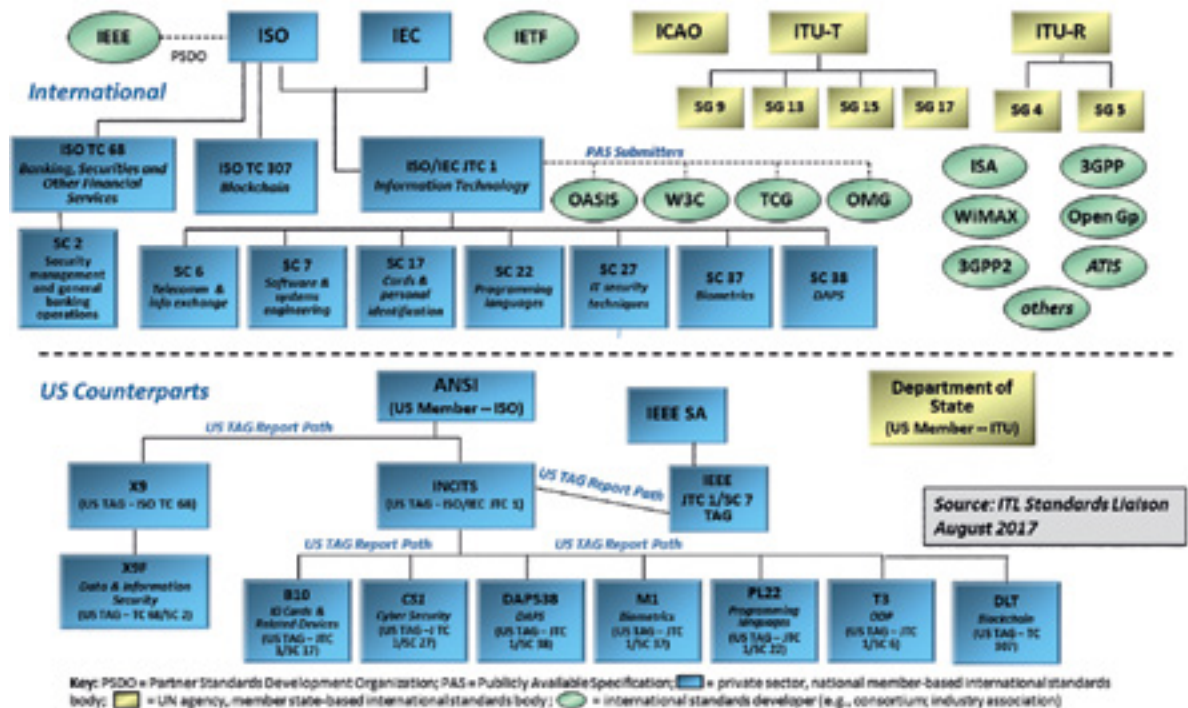 IEEE
PSDO
ISO
IEC
IETF
ICAO
ITU-T
ITU-R
International
SG 9
SG 13
SG 15
SG 17
SG 4
SG 5
ISO TC 68
Banking, Securities and
Other Financial
Services
ISO TC 307
Blockchain
ISO/IEC JTC 1
Information Technology
PAS Submitters
OASIS
W3C
TCG
OMG
ISA
3GPP
WiMAX
Open Gp
3GPP2
ATIS
others
SC 2
Security
management
and general
banking
operations
SC 6
Telecomm &
info exchange
SC 7
Software &
systems
engineering
SC 17
Cards &
personal
identification
SC 22
Programming
languages
SC 27
IT security
techniques
SC 37
Biometrics
SC 38
DAPS
US Counterparts
ANSI
(US Member – ISO)
IEEE SA
Department of
State
(US Member – ITU)
US TAG Report Path
X9
(US TAG – ISO TC 68)
INCITS
(US TAG – ISO/IEC JTC 1)
US TAG Report Path
IEEE
JTC 1/SC 7
TAG
Source: ITL Standards Liaison
August 2017
X9F
Data & Information
Security
(US TAG – TC 68/SC 2)
US TAG Report Path
US TAG Report Path
B10
ID Cards &
Related Devices
(US TAG – JTC
1/SC 17)
CS1
Cyber Security
(US TAG – J TC
1/SC 27)
DAPS38
DAPS
(US TAG – JTC
1/SC 38)
M1
Biometrics
(US TAG – JTC
1/SC 37)
PL22
Programming
languages
(US TAG – JTC
1/SC 22)
T3
ODP
(US TAG – JTC
1/SC 6)
DLT
Blockchain
(US TAG – TC
307)
Key: PSDO = Partner Standards Development Organization; PAS = Publicly Available Specification; = private sector, national member-based international standards
body; = UN agency, member state-based international standards body; = international standards developer (e.g., consortium; industry association)